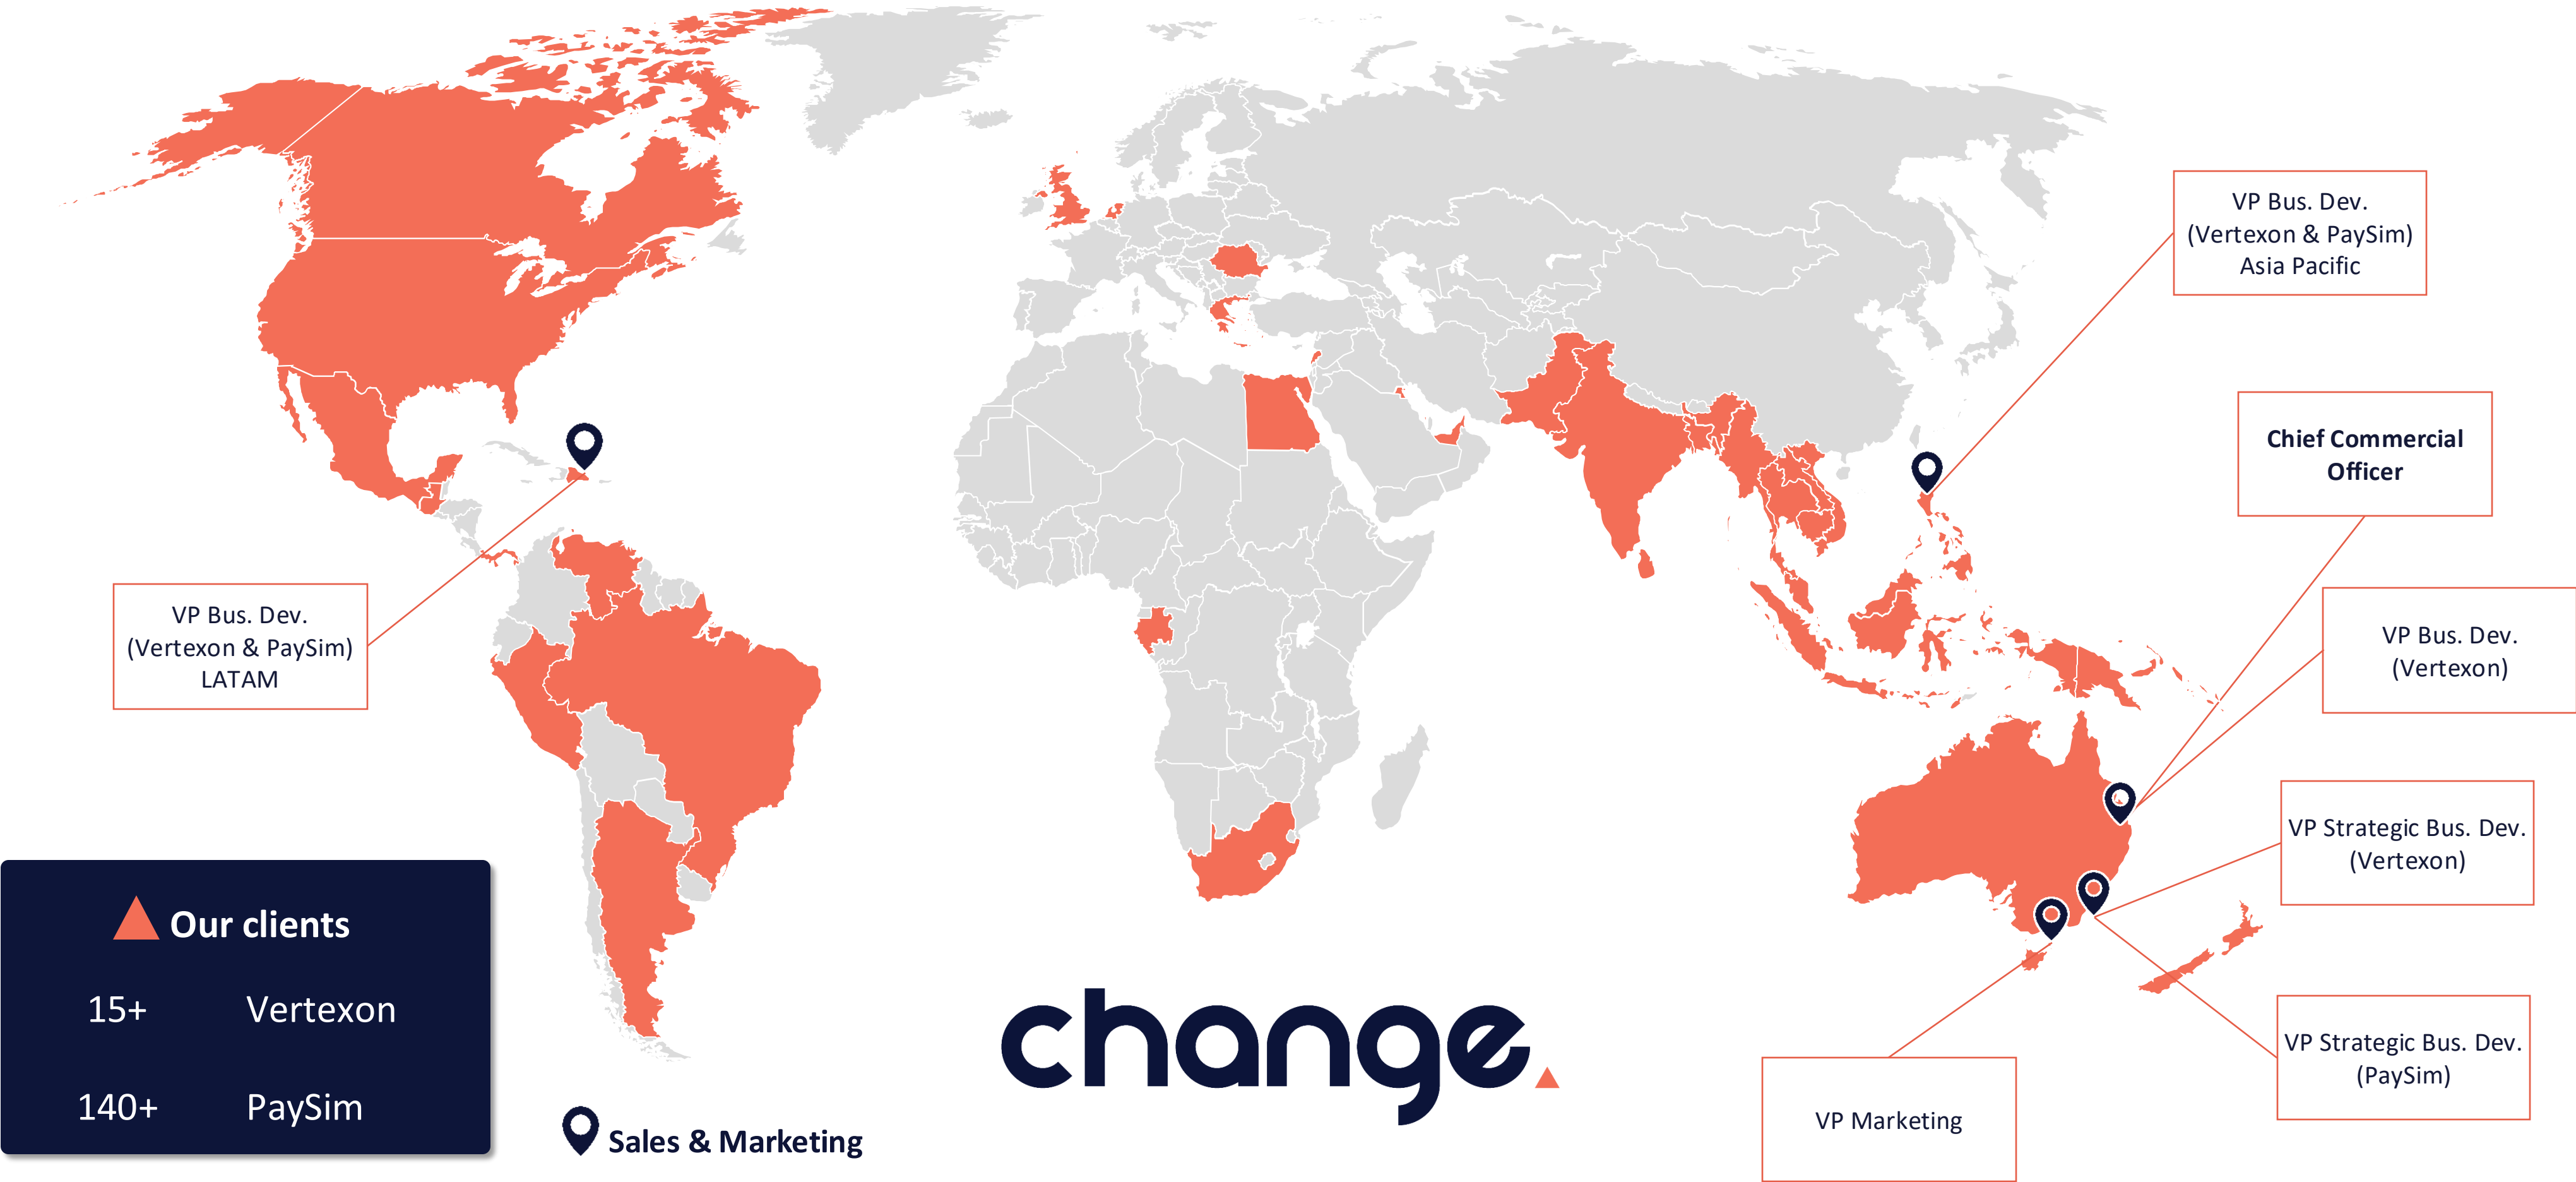 VP Bus. Dev.
(Vertexon & PaySim)
Asia Pacific
Chief Commercial
Officer
VP Bus. Dev.
(Vertexon & PaySim)
LATAM
VP Bus. Dev.
(Vertexon)
VP Strategic Bus. Dev.
(Vertexon)
Our clients
15+ Vertexon
140+ PaySim
change
VP Strategic Bus. Dev.
(PaySim)
VP Marketing
Sales & Marketing